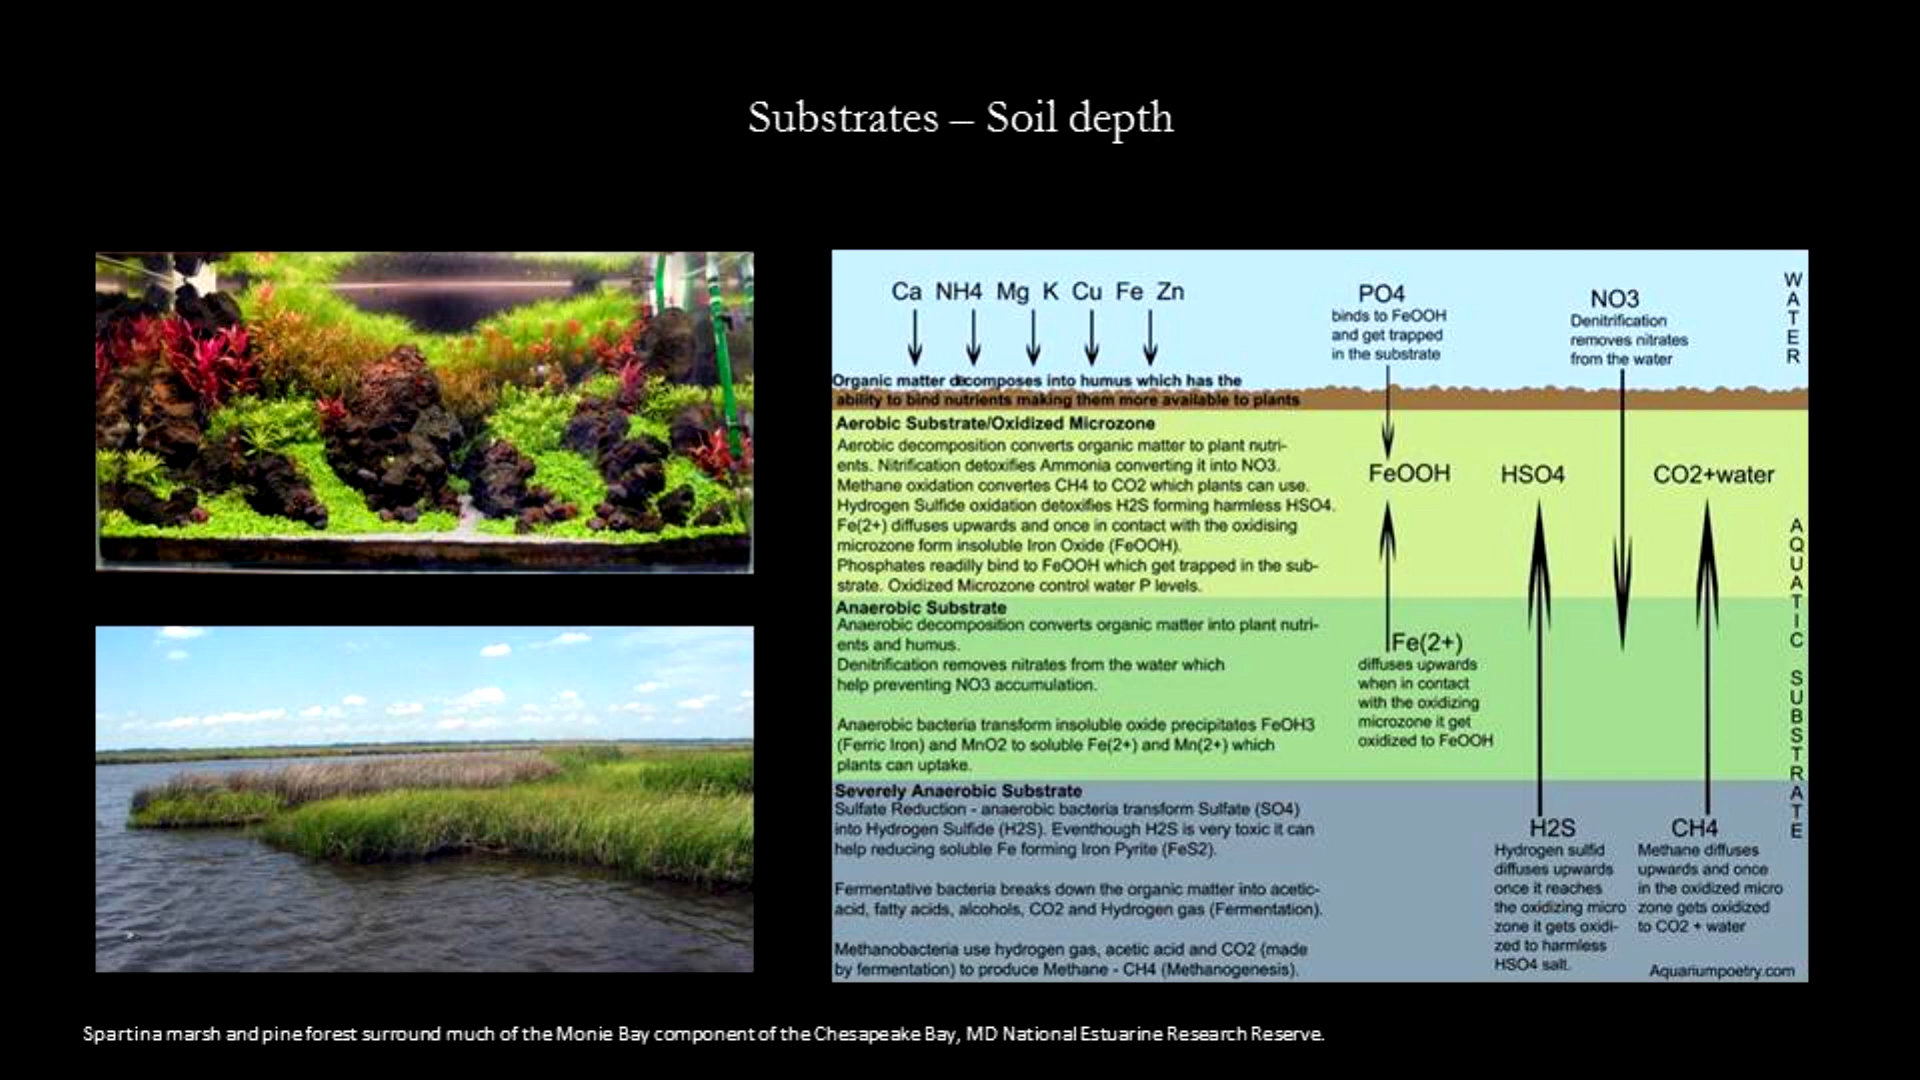 Substrates – Soil depth
Ca NH4 Mg K Cu Fe Zn
Organic matter decomposes into humus which has the
ability to bind nutrients making them more available to plants
PO4
binds to FeOOH
and get trapped
in the substrate
NO3
Denitrification
removes nitrates
from the water
WATER
Aerobic Substrate/Oxidized Microzone
Aerobic decomposition converts organic matter to plant nutri-
ents. Nitrification detoxifies Ammonia converting it into NO3.
Methane oxidation convertes CH4 to CO2 which plants can use.
Hydrogen Sulfide oxidation detoxifies H2S forming harmless HSO4.
Fe(2+) diffuses upwards and once in contact with the oxidising
microzone form insoluble Iron Oxide (FeOOH).
Phosphates readilly bind to FeOOH which get trapped in the sub-
strate. Oxidized Microzone control water P levels.
FeOOH
HSO4
CO2+water
AQUATIC SUBSTRATE
Anaerobic Substrate
Anaerobic decomposition converts organic matter into plant nutri-
ents and humus.
Denitrification removes nitrates from the water which
help preventing NO3 accumulation.
Anaerobic bacteria transform insoluble oxide precipitates FeOH3
(Ferric Iron) and MnO2 to soluble Fe(2+) and Mn(2+) which
plants can uptake.
Fe(2+)
diffuses upwards
when in contact
with the oxidizing
microzone it get
oxidized to FeOOH
Severely Anaerobic Substrate
Sulfate Reduction - anaerobic bacteria transform Sulfate (SO4)
into Hydrogen Sulfide (H2S). Eventhough H2S is very toxic it can
help reducing soluble Fe forming Iron Pyrite (FeS2).
Fermentative bacteria breaks down the organic matter into acetic-
acid, fatty acids, alcohols, CO2 and Hydrogen gas (Fermentation).
Methanobacteria use hydrogen gas, acetic acid and CO2 (made
by fermentation) to produce Methane - CH4 (Methanogenesis).
H2S
Hydrogen sulfid
diffuses upwards
once it reaches
the oxidizing micro
zone it gets oxidi-
zed to harmless
HSO4 salt.
CH4
Methane diffuses
upwards and once
in the oxidized micro
zone gets oxidized
to CO2 + water
Aquariumpoetry.com
Spartina marsh and pine forest surround much of the Monie Bay component of the Chesapeake Bay, MD National Estuarine Research Reserve.